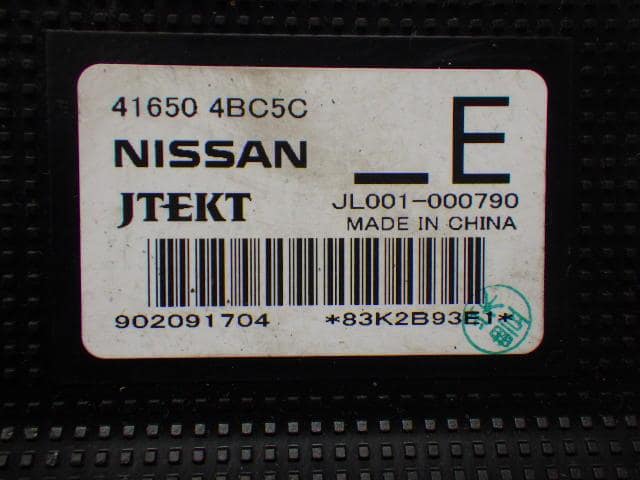 41650 4BC5C
NISSAN
_E
JTEKT
JL001-000790
MADE IN CHINA
902091704
*83K2B93E1*